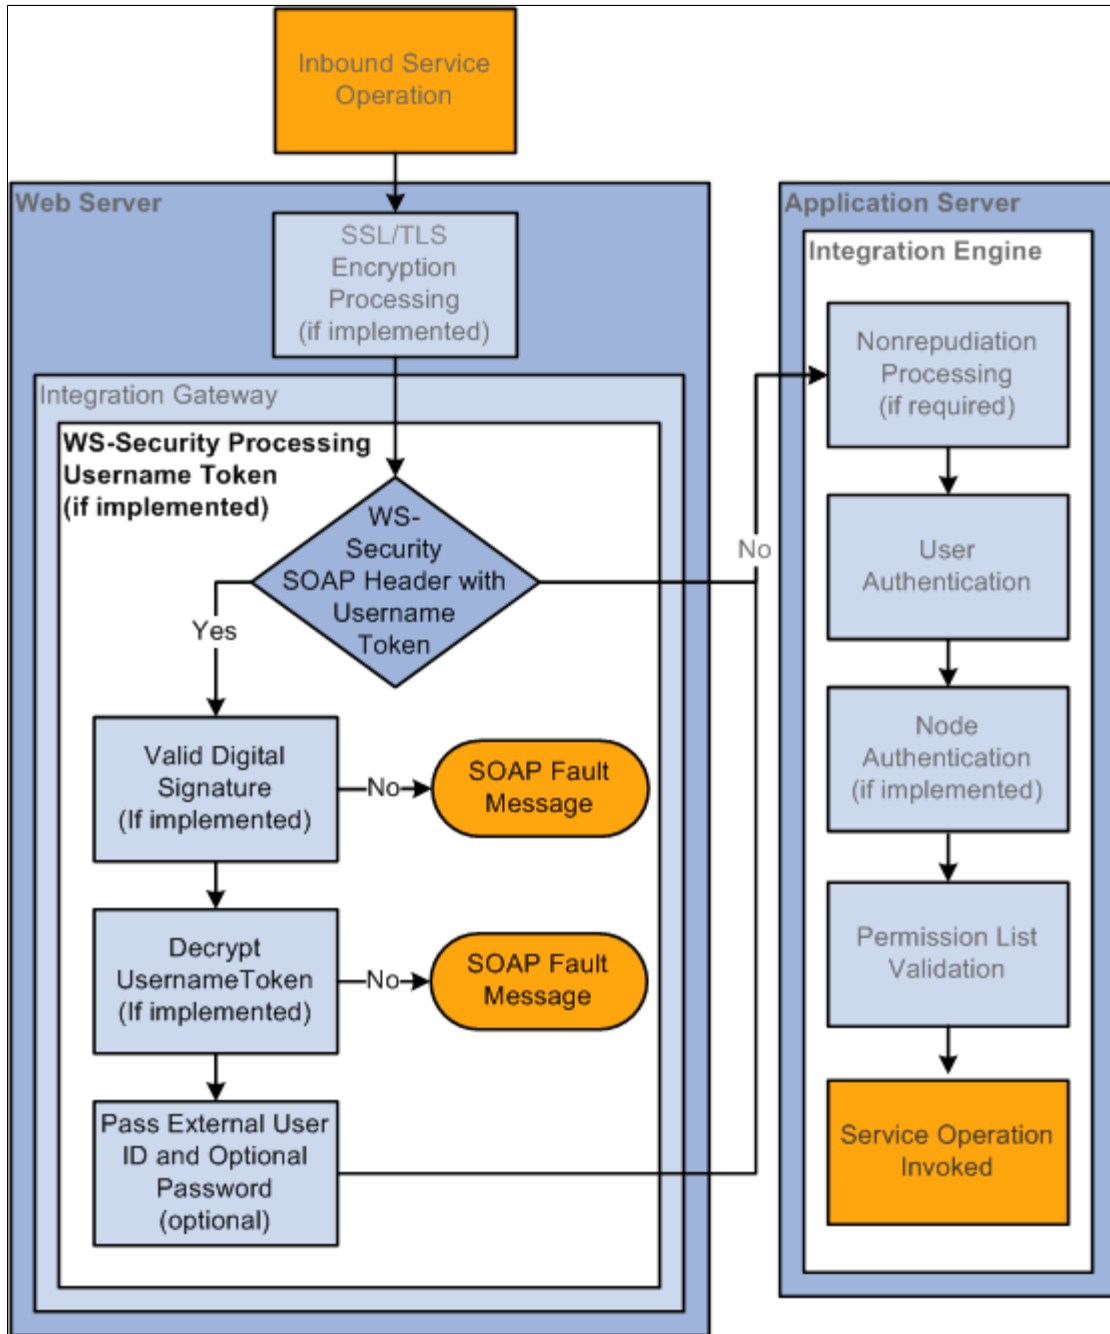 Inbound Service
Operation
Web Server
SSL/TLS
Encryption
Processing
(if implemented)
Integration Gateway
WS-Security Processing
Username Token
(if implemented)
WS-
Security
SOAP Header with
Username
Token
Yes
No
Valid Digital
Signature
(If implemented)
No
SOAP Fault
Message
Decrypt
UsernameToken
(If implemented)
No
SOAP Fault
Message
Pass External User
ID and Optional
Password
(optional)
Application Server
Integration Engine
Nonrepudiation
Processing
(if required)
User
Authentication
Node
Authentication
(if implemented)
Permission List
Validation
Service Operation
Invoked